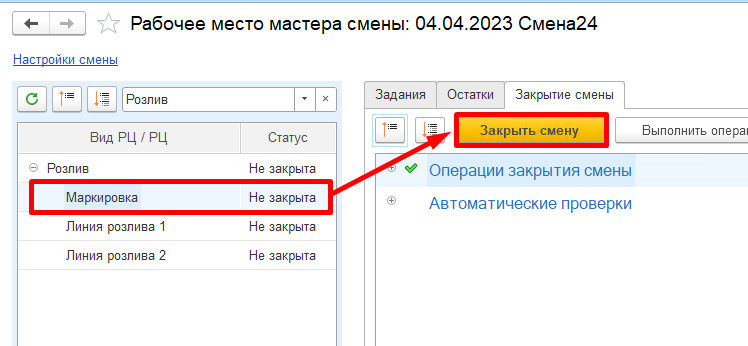 Рабочее место мастера смены: 04.04.2023 Смена24
Настройки смены
Розлив
Вид РЦ / РЦ Статус
Розлив Не закрыта
Маркировка Не закрыта
Линия розлива 1 Не закрыта
Линия розлива 2 Не закрыта
Задания Остатки Закрытие смены
Закрыть смену Выполнить опера
Операции закрытия смены
Автоматические проверки